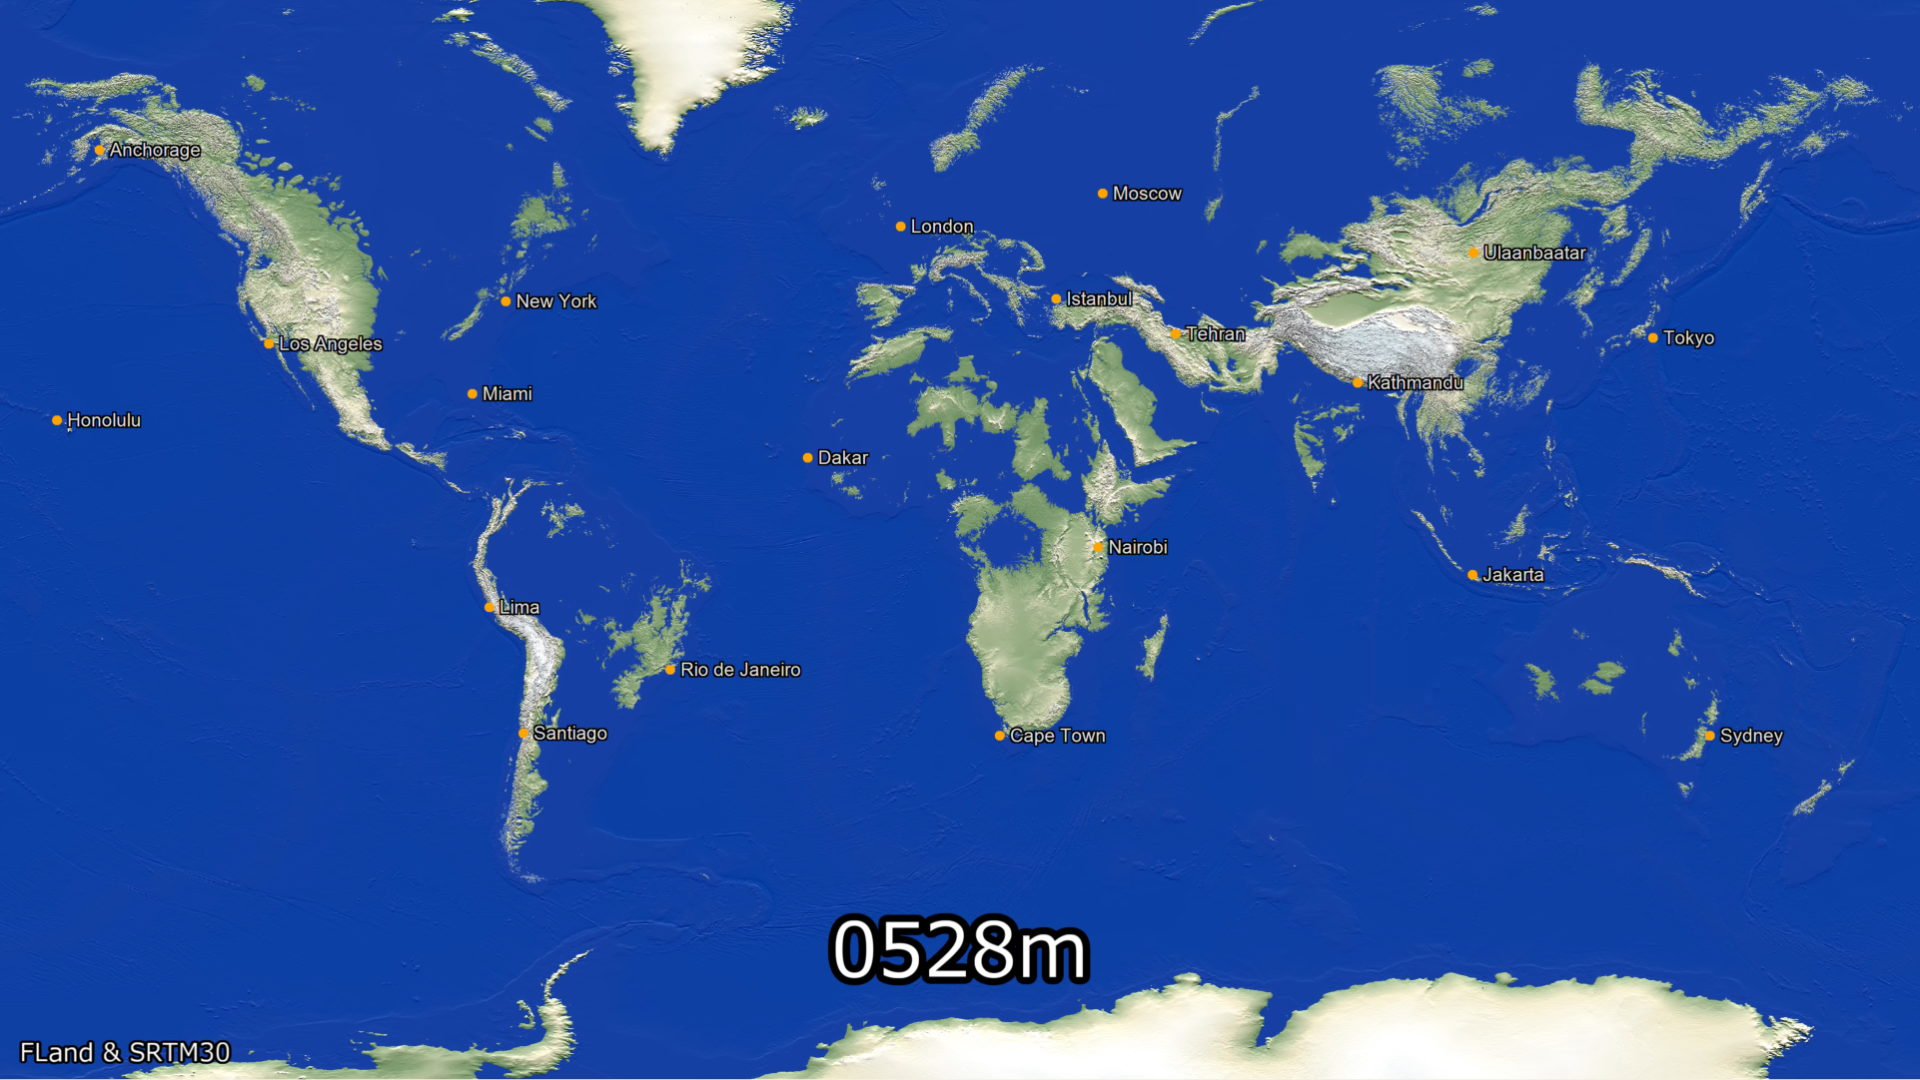 Anchorage
Moscow
London
Ulaanbaatar
New York
Istanbul
Tehran
Los Angeles
Tokyo
Kathmandu
Miami
Honolulu
Dakar
Nairobi
Jakarta
Lima
Rio de Janeiro
Santiago
Cape Town
Sydney
0528m
FLand & SRTM30